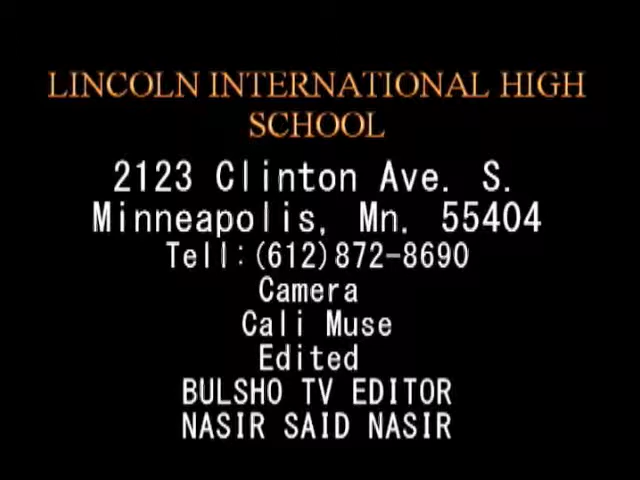 LINCOLN INTERNATIONAL HIGH
SCHOOL
2123 Clinton Ave. S.
Minneapolis, Mn. 55404
Tell:(612)872-8690
Camera
Cali Muse
Edited
BULSHO TV EDITOR
NASIR SAID NASIR